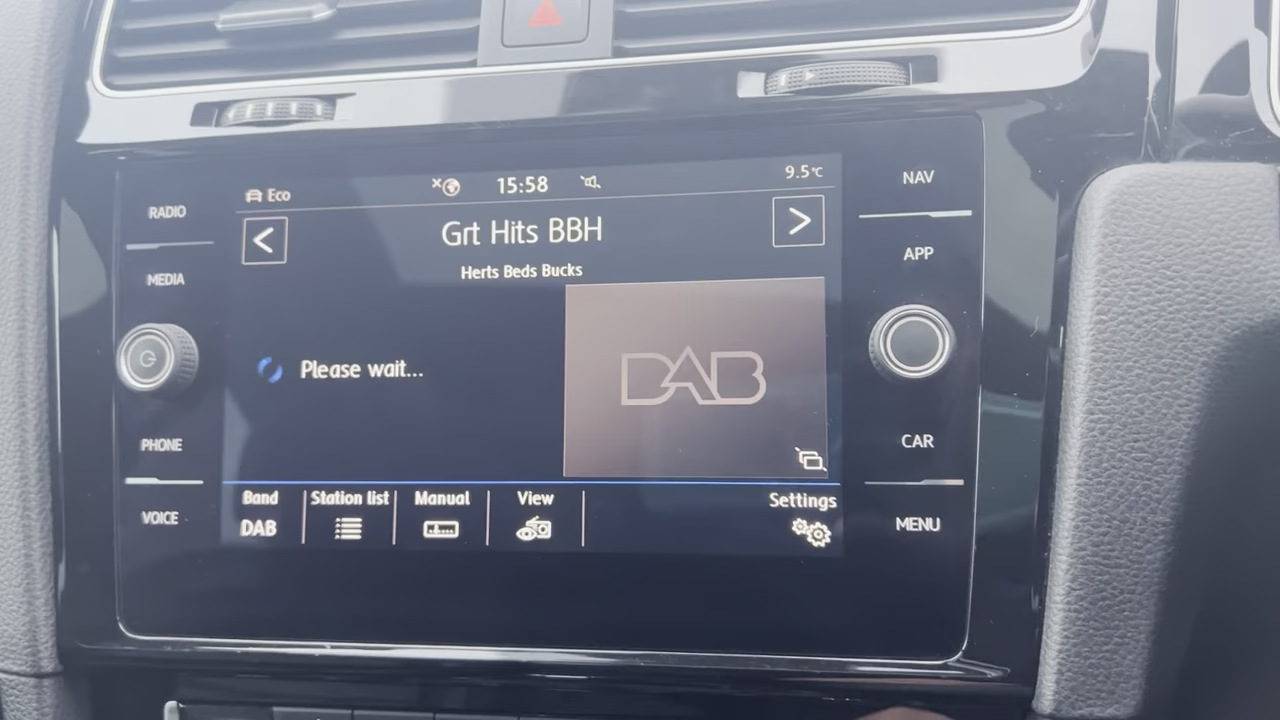 RADIO
MEDIA
PHONE
VOICE
Eco
15:58
9.5°C
Grt Hits BBH
Herts Beds Bucks
Please wait...
DAB
Band
DAB
Station list
Manual
View
Settings
NAV
APP
CAR
MENU